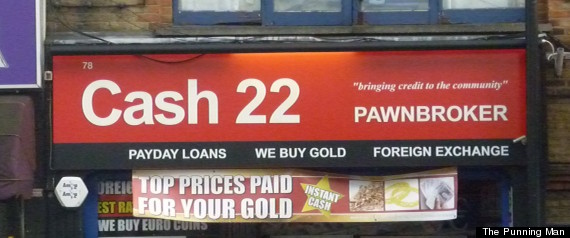 78
Cash 22
"bringing credit to the community"
PAWNBROKER
PAYDAY LOANS WE BUY GOLD FOREIGN EXCHANGE
TOP PRICES PAID
FOR YOUR GOLD
INSTANT
CASH
WE BUY EURO COINS
The Punning Man